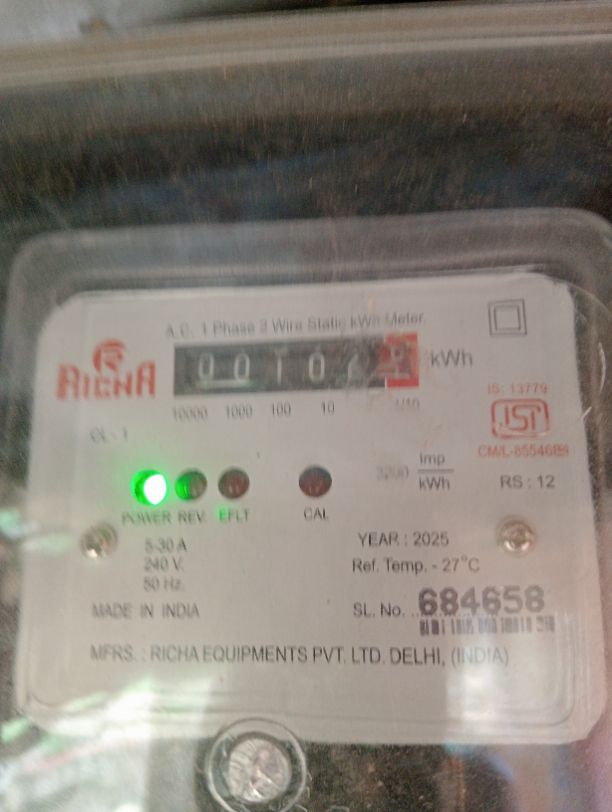 A.C. 1 Phase 2 Wire Static kWh Meter.
RICHA
kWh
10000 1000 100 10 1/10
CL - 1
IS: 13779
ISI
3200 Imp/kWh
RS : 12
POWER REV. EFLT CAL
5-30 A
240 V.
50 Hz.
YEAR : 2025
Ref. Temp. - 27°C
MADE IN INDIA
SL. No. 684658
MFRS. : RICHA EQUIPMENTS PVT. LTD. DELHI, (INDIA)